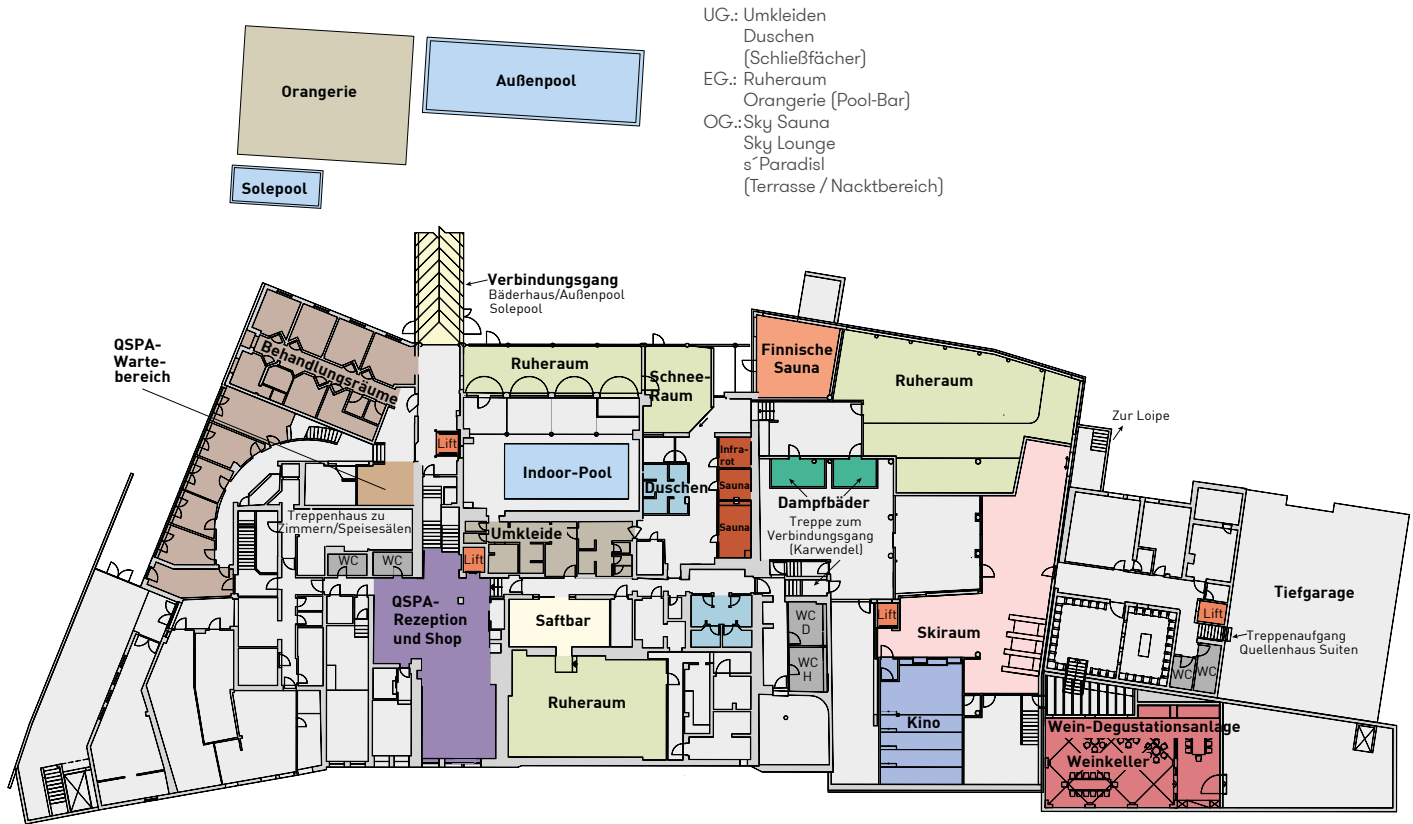 UG.: Umkleiden
Duschen
(Schließfächer)
EG.: Ruheraum
Orangerie (Pool-Bar)
OG.: Sky Sauna
Sky Lounge
s´Paradisl
(Terrasse / Nacktbereich)
Orangerie
Außenpool
Solepool
Verbindungsgang
Bäderhaus/Außenpool
Solepool
QSPA-
Warte-
bereich
Behandlungsräume
Ruheraum
Schnee-
Raum
Finnische
Sauna
Ruheraum
Zur Loipe
Lift
Indoor-Pool
Infra-
rot
Sauna
Sauna
Duschen
Dampfbäder
Treppe zum
Verbindungsgang
(Karwendel)
Treppenhaus zu
Zimmern/Speisesälen
Umkleide
WC
WC
Lift
QSPA-
Rezeption
und Shop
Saftbar
Ruheraum
WC
D
WC
H
Lift
Skiraum
Kino
Tiefgarage
Lift
Treppenaufgang
Quellenhaus Suiten
WC
WC
Wein-Degustationsanlage
Weinkeller